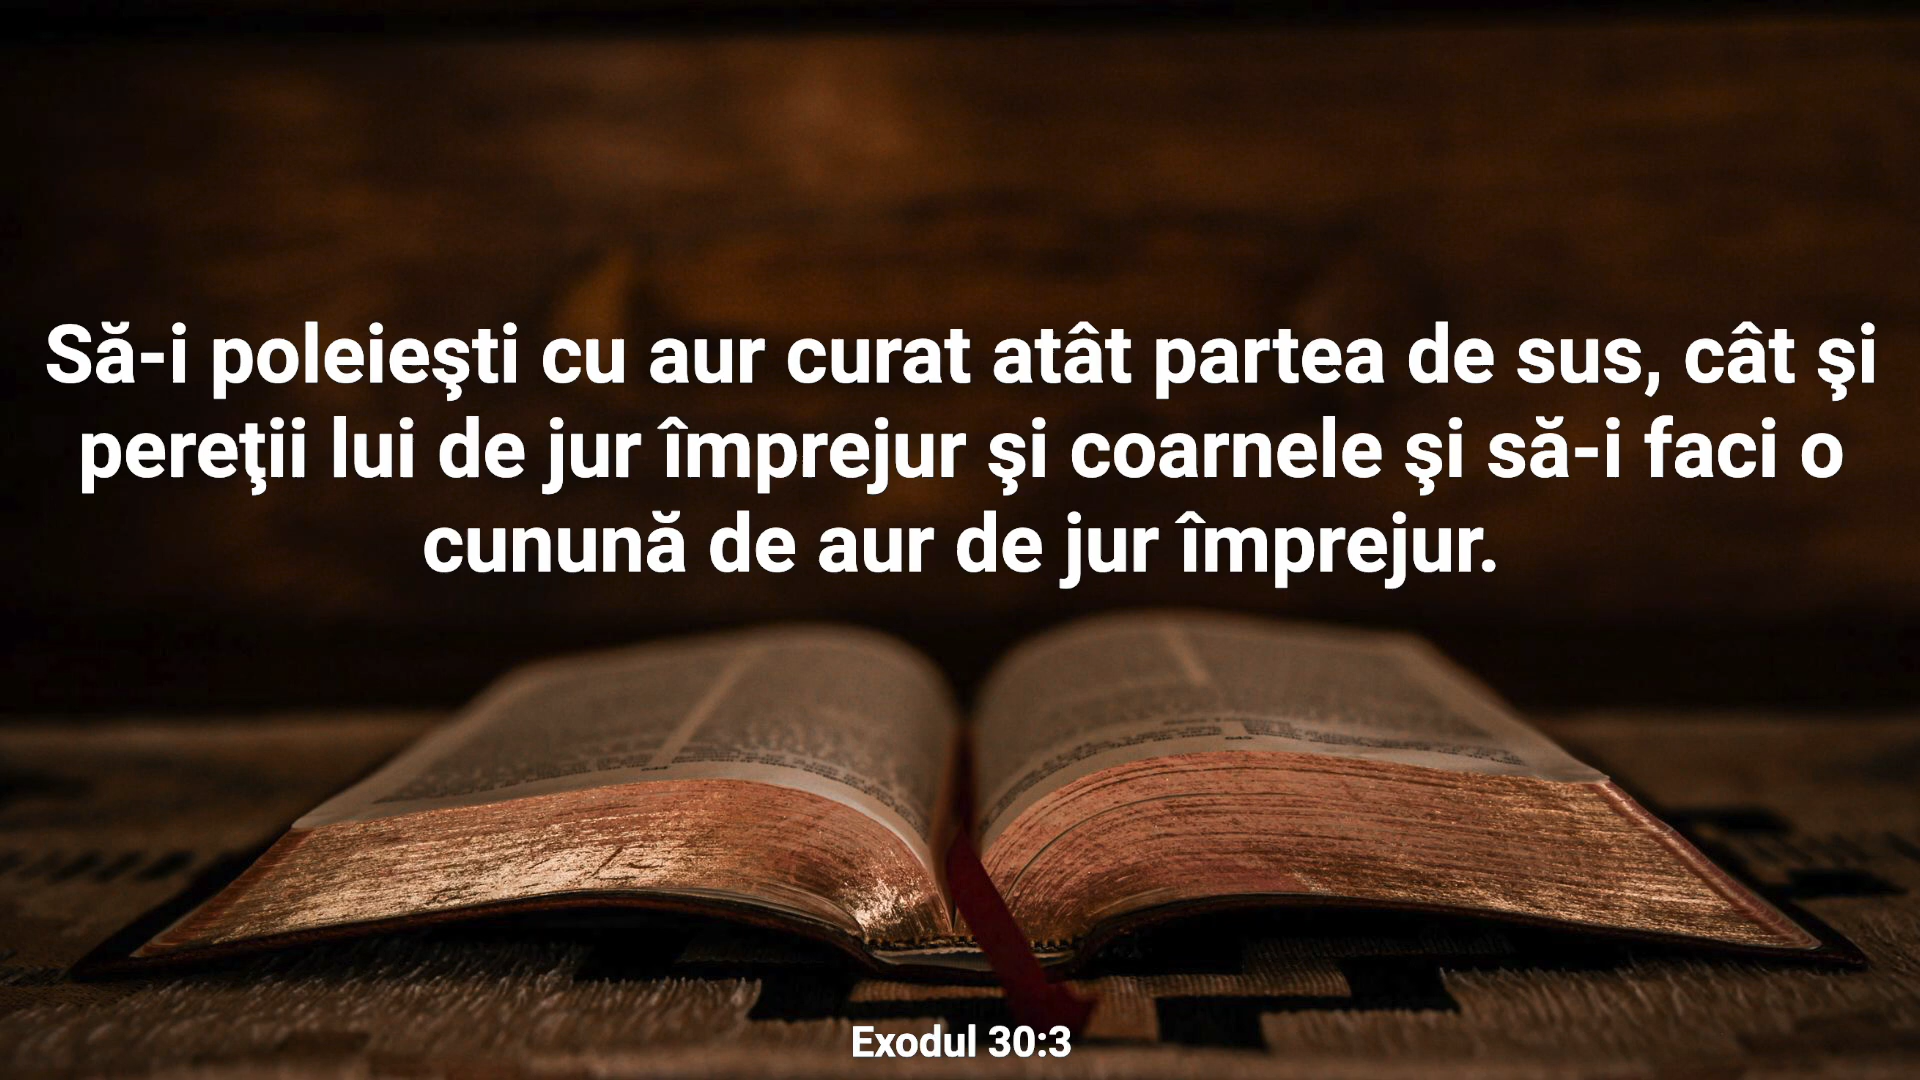 Să-i poleieşti cu aur curat atât partea de sus, cât şi
pereţii lui de jur împrejur şi coarnele şi să-i faci o
cunună de aur de jur împrejur.
Exodul 30:3